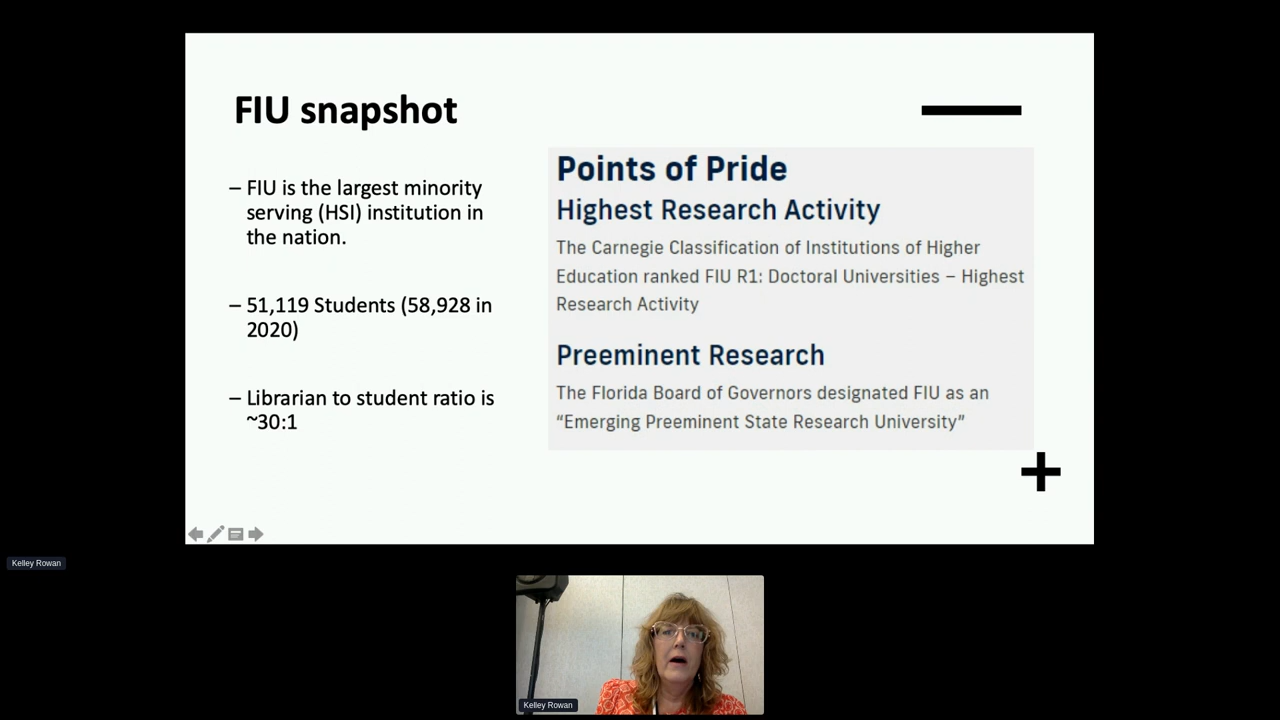 FIU snapshot
– FIU is the largest minority
serving (HSI) institution in
the nation.
– 51,119 Students (58,928 in
2020)
– Librarian to student ratio is
~30:1
Points of Pride
Highest Research Activity
The Carnegie Classification of Institutions of Higher
Education ranked FIU R1: Doctoral Universities – Highest
Research Activity
Preeminent Research
The Florida Board of Governors designated FIU as an
“Emerging Preeminent State Research University”
Kelley Rowan
Kelley Rowan